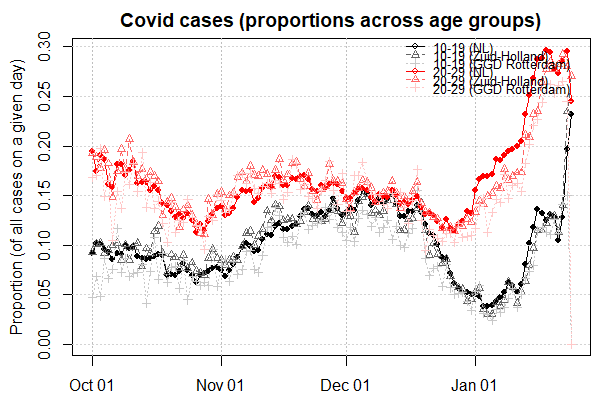 Covid cases (proportions across age groups)
Proportion (of all cases on a given day)
0.30
0.25
0.20
0.15
0.10
0.05
0.00
10-19 (NL)
10-19 (Zuid-Holland)
10-19 (GGD Rotterdam)
20-29 (NL)
20-29 (Zuid-Holland)
20-29 (GGD Rotterdam)
Oct 01 Nov 01 Dec 01 Jan 01